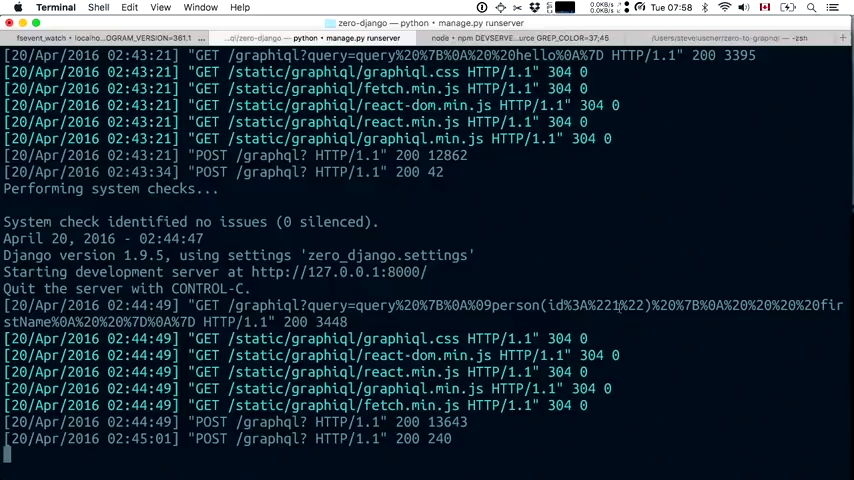 Terminal Shell Edit View Window Help
0.0KB/s
0.0KB/s
Tue 07:58
zero-django — python • manage.py runserver
fsevent_watch • localho...OGRAM_VERSION=361.1 ...
...ql/zero-django — python • manage.py runserver
node • npm DEVSERVE...urce GREP_COLOR=37;45
/Users/steveluscher/zero-to-graphql — -zsh
[20/Apr/2016 02:43:21] "GET /graphiql?query=query%20%7B%0A%20%20hello%0A%7D HTTP/1.1" 200 3395
[20/Apr/2016 02:43:21] "GET /static/graphiql/graphiql.css HTTP/1.1" 304 0
[20/Apr/2016 02:43:21] "GET /static/graphiql/fetch.min.js HTTP/1.1" 304 0
[20/Apr/2016 02:43:21] "GET /static/graphiql/react-dom.min.js HTTP/1.1" 304 0
[20/Apr/2016 02:43:21] "GET /static/graphiql/react.min.js HTTP/1.1" 304 0
[20/Apr/2016 02:43:21] "GET /static/graphiql/graphiql.min.js HTTP/1.1" 304 0
[20/Apr/2016 02:43:21] "POST /graphql? HTTP/1.1" 200 12862
[20/Apr/2016 02:43:34] "POST /graphql? HTTP/1.1" 200 42
Performing system checks...
System check identified no issues (0 silenced).
April 20, 2016 - 02:44:47
Django version 1.9.5, using settings 'zero_django.settings'
Starting development server at http://127.0.0.1:8000/
Quit the server with CONTROL-C.
[20/Apr/2016 02:44:49] "GET /graphiql?query=query%20%7B%0A%09person(id%3A%221%22)%20%7B%0A%20%20%20%20fir
stName%0A%20%20%7D%0A%7D HTTP/1.1" 200 3448
[20/Apr/2016 02:44:49] "GET /static/graphiql/graphiql.css HTTP/1.1" 304 0
[20/Apr/2016 02:44:49] "GET /static/graphiql/react-dom.min.js HTTP/1.1" 304 0
[20/Apr/2016 02:44:49] "GET /static/graphiql/react.min.js HTTP/1.1" 304 0
[20/Apr/2016 02:44:49] "GET /static/graphiql/graphiql.min.js HTTP/1.1" 304 0
[20/Apr/2016 02:44:49] "GET /static/graphiql/fetch.min.js HTTP/1.1" 304 0
[20/Apr/2016 02:44:49] "POST /graphql? HTTP/1.1" 200 13643
[20/Apr/2016 02:45:01] "POST /graphql? HTTP/1.1" 200 240